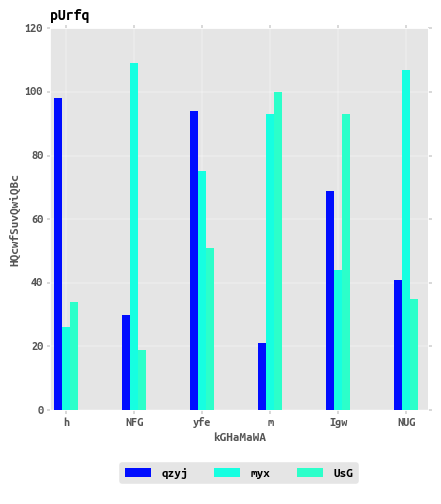 pUrfq
120
100
80
60
40
20
0
HQcwfSuvQwiQBc
h NFG yfe m Igw NUG
kGHaMaWA
qzyj myx UsG